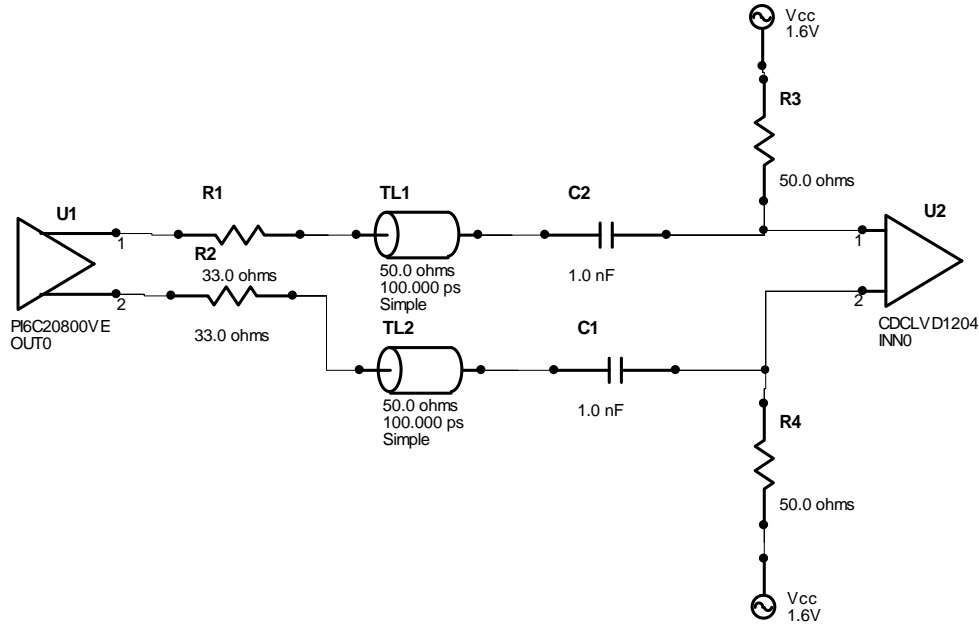 Vcc
1.6V
R3
50.0 ohms
R1
TL1
C2
U1
U2
1
1
R2
33.0 ohms
50.0 ohms
100.000 ps
Simple
1.0 nF
2
2
PI6C20800VE
OUT0
33.0 ohms
TL2
C1
CDCLVD1204
INN0
50.0 ohms
100.000 ps
Simple
1.0 nF
R4
50.0 ohms
Vcc
1.6V